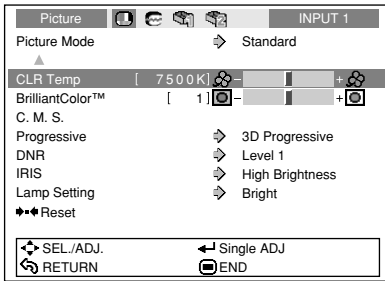 Picture INPUT 1
Picture Mode Standard
CLR Temp [ 7500K] - +
BrilliantColor™ [ 1] - +
C. M. S.
Progressive 3D Progressive
DNR Level 1
IRIS High Brightness
Lamp Setting Bright
Reset
SEL./ADJ. Single ADJ
RETURN END